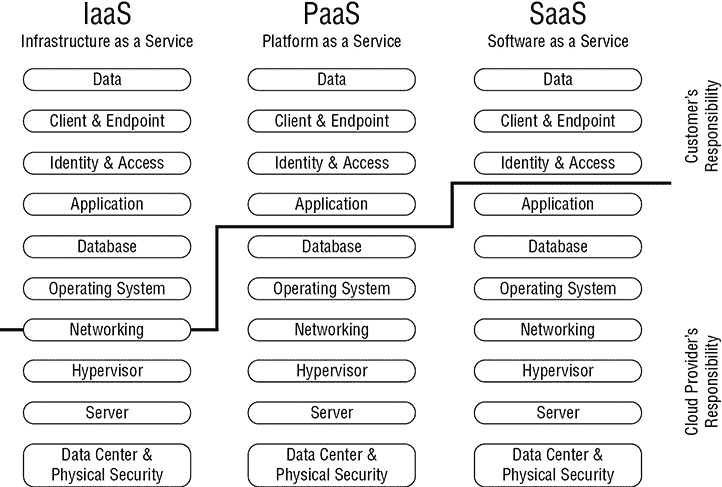 IaaS
Infrastructure as a Service
Data
Client & Endpoint
Identity & Access
Application
Database
Operating System
Networking
Hypervisor
Server
Data Center &
Physical Security
PaaS
Platform as a Service
Data
Client & Endpoint
Identity & Access
Application
Database
Operating System
Networking
Hypervisor
Server
Data Center &
Physical Security
SaaS
Software as a Service
Data
Client & Endpoint
Identity & Access
Application
Database
Operating System
Networking
Hypervisor
Server
Data Center &
Physical Security
Customer's
Responsibility
Cloud Provider's
Responsibility